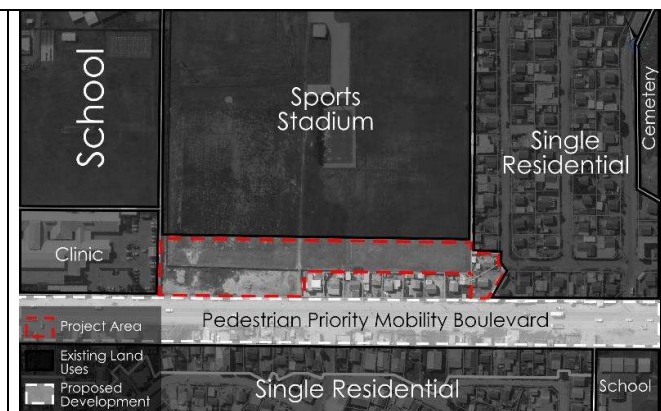 School
Sports
Stadium
Single
Residential
Cemetery
Clinic
Pedestrian Priority Mobility Boulevard
Project Area
Existing Land
Uses
Proposed
Development
Single Residential
School